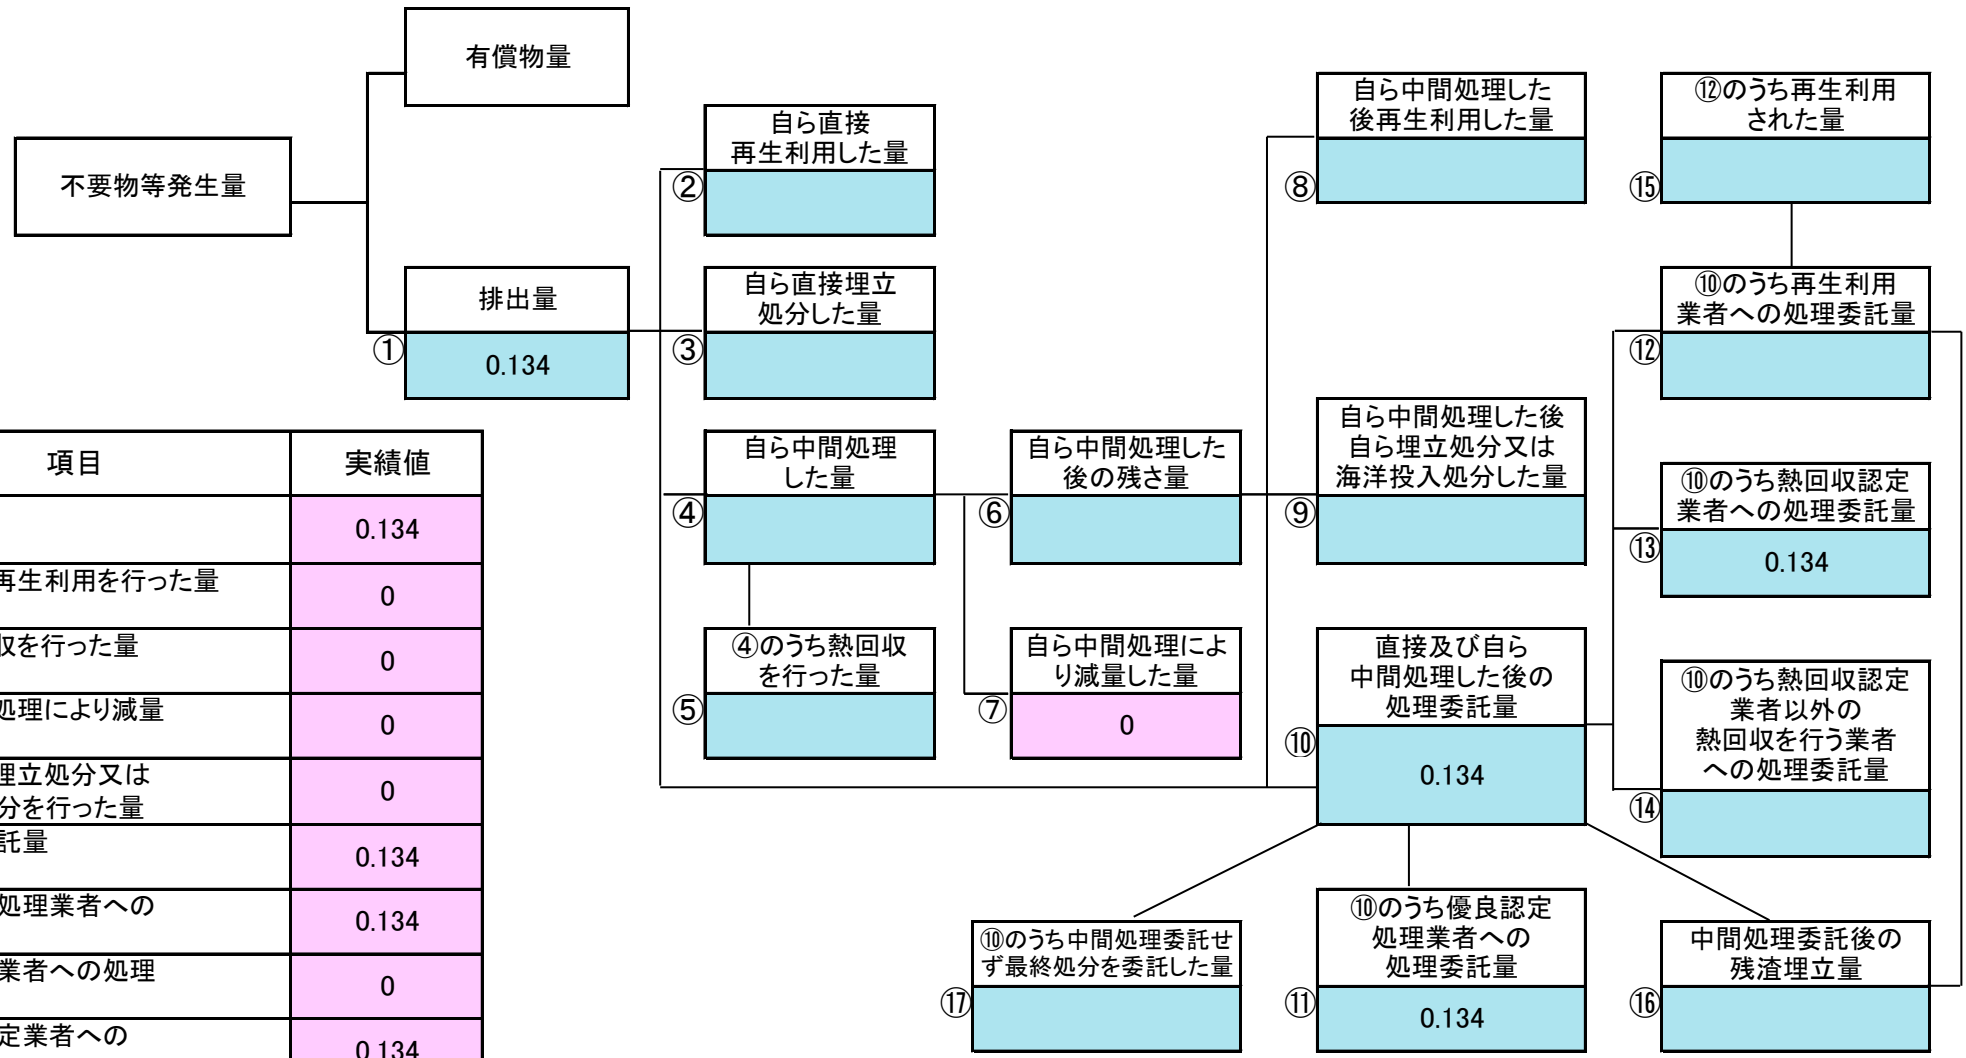 有償物量
不要物等発生量
自ら直接
再生利用した量
②
自ら中間処理した
後再生利用した量
⑧
⑫のうち再生利用
された量
⑮
排出量
①
0.134
自ら直接埋立
処分した量
③
⑩のうち再生利用
業者への処理委託量
⑫
自ら中間処理
した量
④
自ら中間処理した
後の残さ量
⑥
自ら中間処理した後
自ら埋立処分又は
海洋投入処分した量
⑨
⑩のうち熱回収認定
業者への処理委託量
⑬
0.134
④のうち熱回収
を行った量
⑤
自ら中間処理によ
り減量した量
⑦
0
直接及び自ら
中間処理した後の
処理委託量
⑩
0.134
⑩のうち熱回収認定
業者以外の
熱回収を行う業者
への処理委託量
⑭
⑩のうち中間処理委託せ
ず最終処分を委託した量
⑰
⑩のうち優良認定
処理業者への
処理委託量
⑪
0.134
中間処理委託後の
残渣埋立量
⑯
項目 実績値
0.134
再生利用を行った量 0
収を行った量 0
処理により減量 0
埋立処分又は
分を行った量 0
託量 0.134
処理業者への 0.134
業者への処理 0
定業者への 0.134